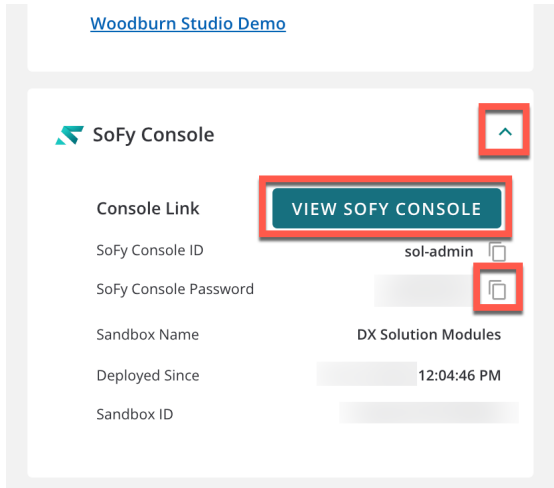 Woodburn Studio Demo
SoFy Console
Console Link VIEW SOFY CONSOLE
SoFy Console ID sol-admin
SoFy Console Password
Sandbox Name DX Solution Modules
Deployed Since 12:04:46 PM
Sandbox ID